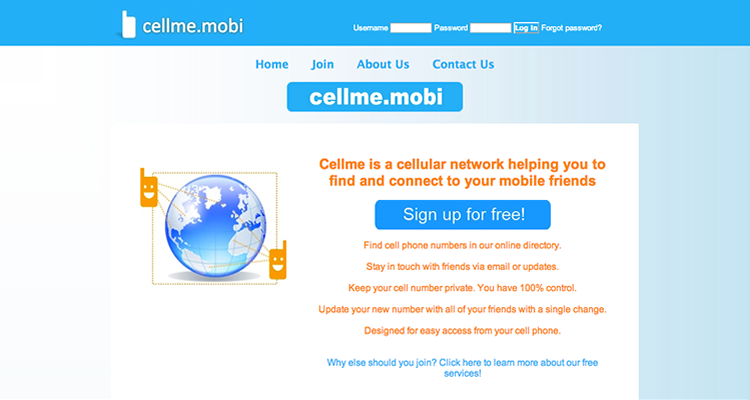 cellme.mobi
Username Password Log In Forgot password?
Home Join About Us Contact Us
cellme.mobi
Cellme is a cellular network helping you to
find and connect to your mobile friends
Sign up for free!
Find cell phone numbers in our online directory.
Stay in touch with friends via email or updates.
Keep your cell number private. You have 100% control.
Update your new number with all of your friends with a single change.
Designed for easy access from your cell phone.
Why else should you join? Click here to learn more about our free
services!